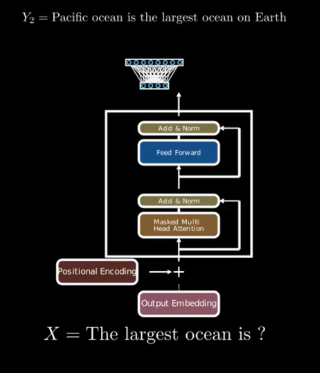 Y₂ = Pacific ocean is the largest ocean on Earth
Add & Norm
Feed Forward
Add & Norm
Masked Multi
Head Attention
Positional Encoding
+
Output Embedding
X = The largest ocean is ?